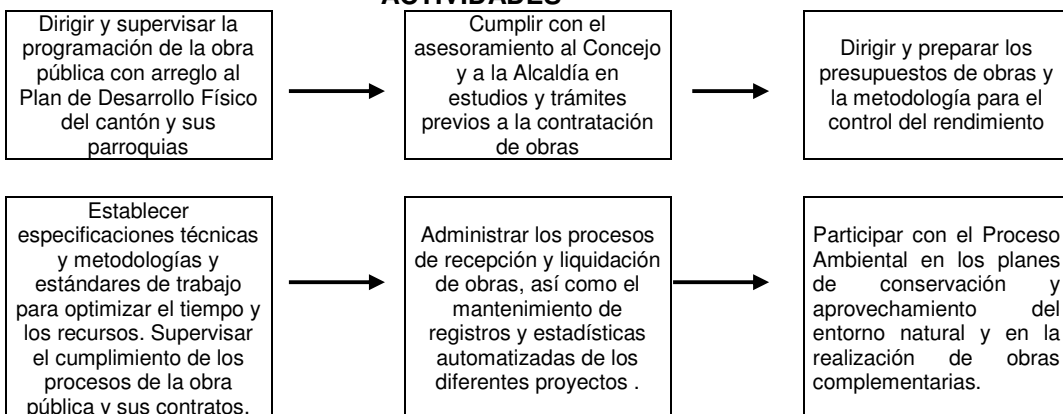 ACTIVIDADES
Dirigir y supervisar la
programación de la obra
pública con arreglo al
Plan de Desarrollo Físico
del cantón y sus
parroquias
Cumplir con el
asesoramiento al Concejo
y a la Alcaldía en
estudios y trámites
previos a la contratación
de obras
Dirigir y preparar los
presupuestos de obras y
la metodología para el
control del rendimiento
Establecer
especificaciones técnicas
y metodologías y
estándares de trabajo
para optimizar el tiempo y
los recursos. Supervisar
el cumplimiento de los
procesos de la obra
pública y sus contratos.
Administrar los procesos
de recepción y liquidación
de obras, así como el
mantenimiento de
registros y estadísticas
automatizadas de los
diferentes proyectos .
Participar con el Proceso
Ambiental en los planes
de conservación y
aprovechamiento del
entorno natural y en la
realización de obras
complementarias.